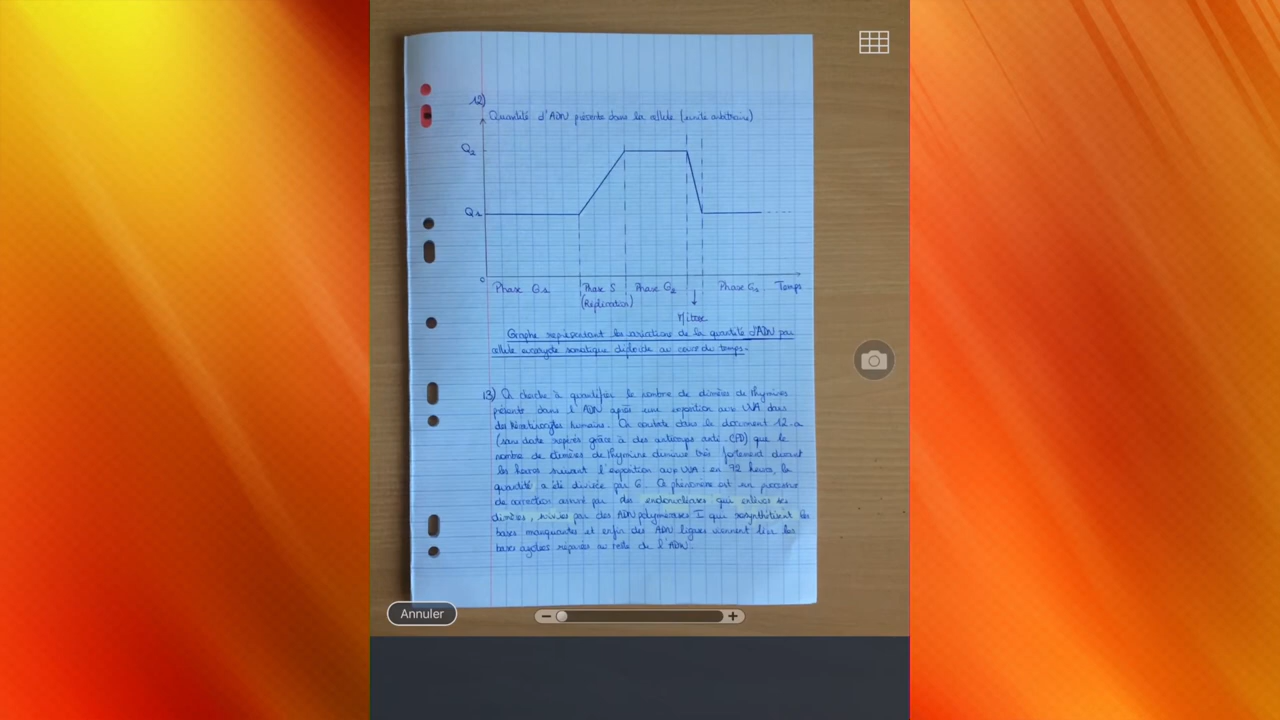 12)
Quantité d'ADN présente dans la cellule (unité arbitraire)
Q2
Q1
0
Phase G1 Phase S Phase G2 Phase G1 Temps
(Réplication)
Mitose
Graphe représentant les variations de la quantité d'ADN par
cellule eucaryote somatique diploïde au cours du temps.
13) On cherche à quantifier le nombre de dimères de thymines
présents dans l'ADN après une exposition aux UVA dans
des kératinocytes humains. On constate dans le document 12.a
(sans doute repérés grâce à des anticorps anti-CPD) que le
nombre de dimères de thymine diminue très fortement durant
les heures suivant l'exposition aux UVA : en 72 heures, la
quantité a été divisée par 6. Ce phénomène est un processus
de correction assuré par des endonucléases qui enlèvent ses
dimères, suivies par des ADN polymérases I qui resynthétisent les
bases manquantes et enfin des ADN ligases viennent lier les
bases azotées réparées au reste de l'ADN.
Annuler